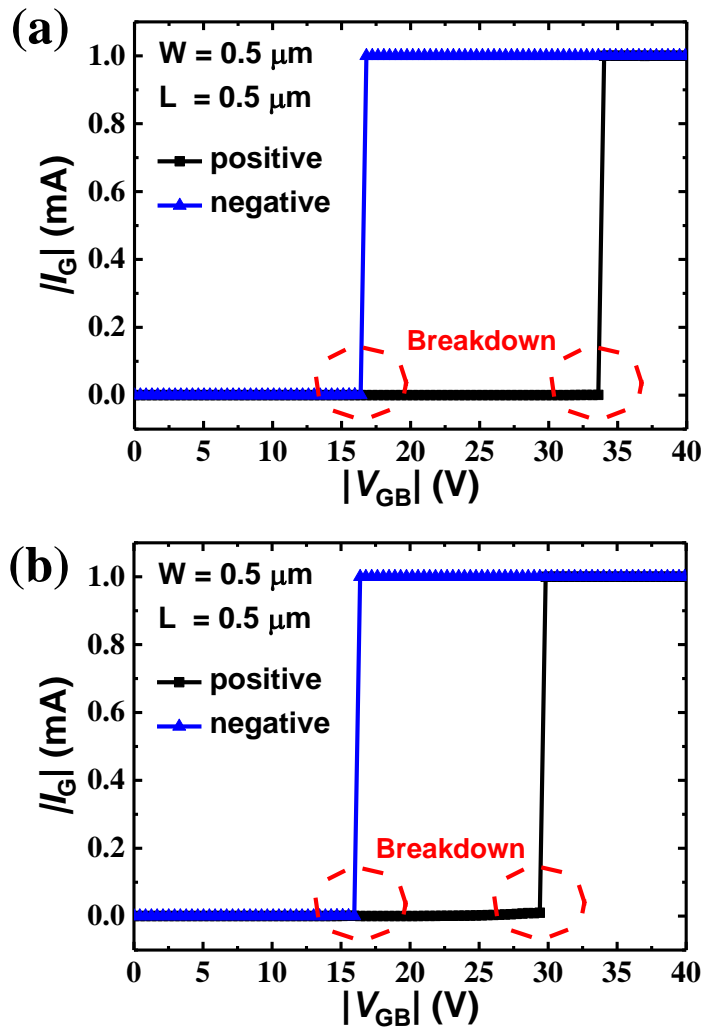 (a)
W = 0.5 μm
L = 0.5 μm
positive
negative
Breakdown
|I_G| (mA)
1.0
0.8
0.6
0.4
0.2
0.0
0 5 10 15 20 25 30 35 40
|V_GB| (V)
(b)
W = 0.5 μm
L = 0.5 μm
positive
negative
Breakdown
|I_G| (mA)
1.0
0.8
0.6
0.4
0.2
0.0
0 5 10 15 20 25 30 35 40
|V_GB| (V)